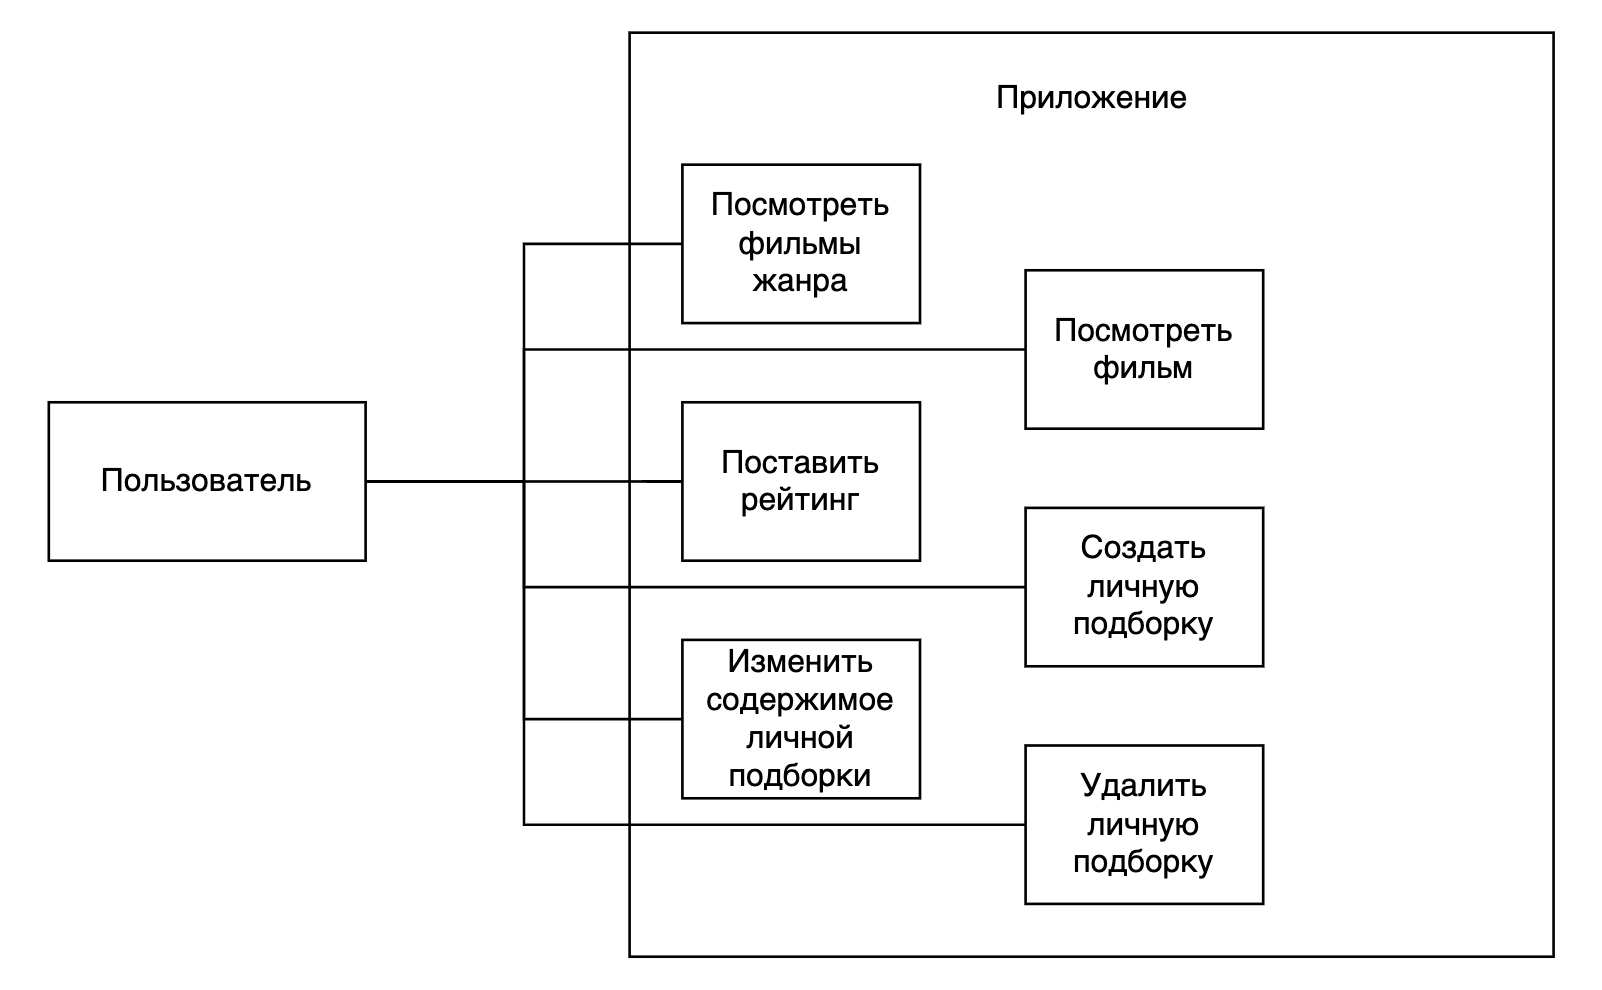 Приложение
Посмотреть
фильмы
жанра
Посмотреть
фильм
Пользователь
Поставить
рейтинг
Создать
личную
подборку
Изменить
содержимое
личной
подборки
Удалить
личную
подборку